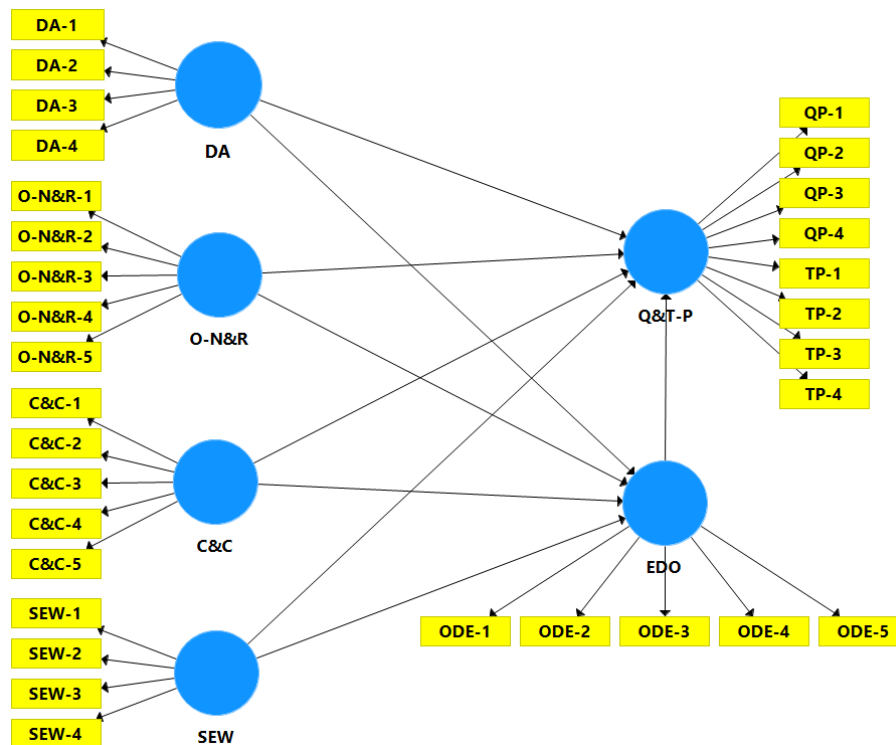 DA-1
DA-2
DA-3
DA-4
DA
O-N&R-1
O-N&R-2
O-N&R-3
O-N&R-4
O-N&R-5
O-N&R
C&C-1
C&C-2
C&C-3
C&C-4
C&C-5
C&C
SEW-1
SEW-2
SEW-3
SEW-4
SEW
QP-1
QP-2
QP-3
QP-4
TP-1
TP-2
TP-3
TP-4
Q&T-P
EDO
ODE-1
ODE-2
ODE-3
ODE-4
ODE-5